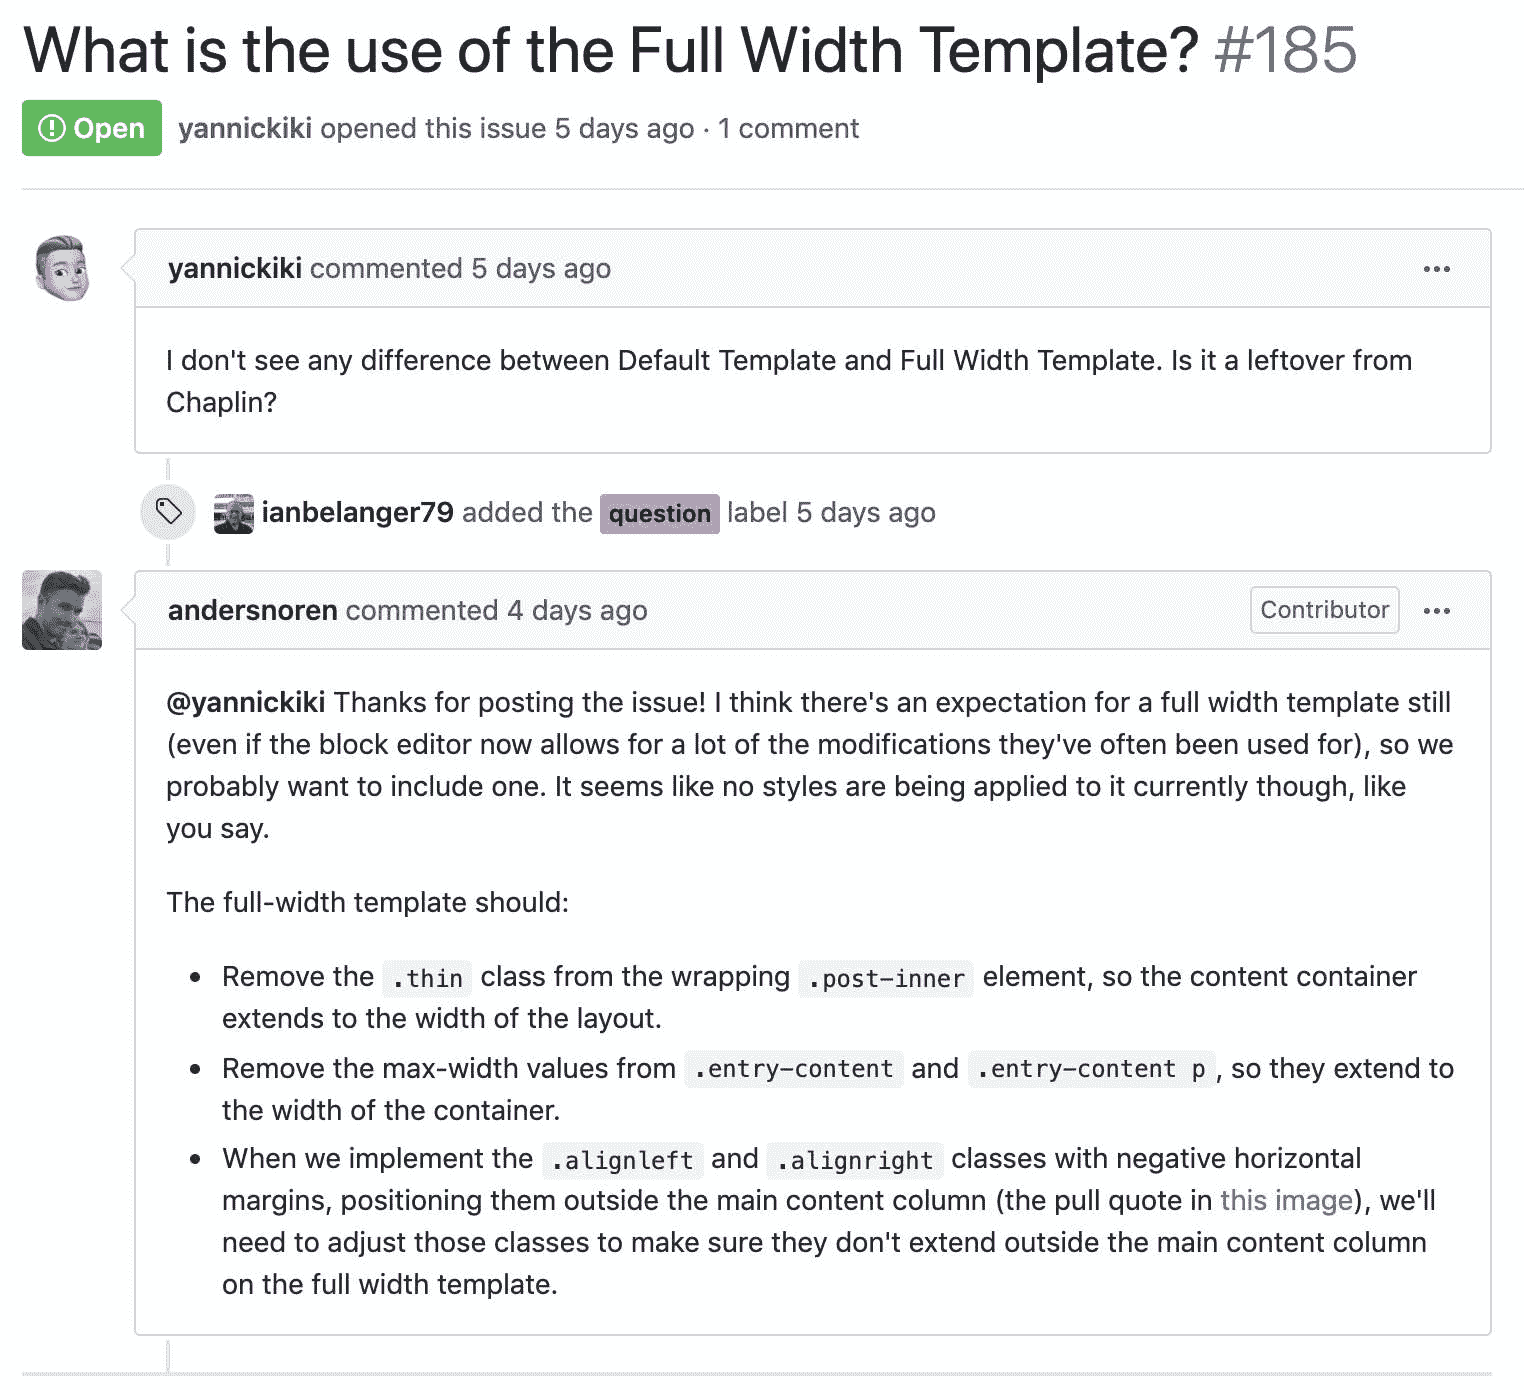 What is the use of the Full Width Template? #185
Open yannickiki opened this issue 5 days ago · 1 comment
yannickiki commented 5 days ago
I don't see any difference between Default Template and Full Width Template. Is it a leftover from
Chaplin?
ianbelanger79 added the question label 5 days ago
andersnoren commented 4 days ago Contributor
@yannickiki Thanks for posting the issue! I think there's an expectation for a full width template still
(even if the block editor now allows for a lot of the modifications they've often been used for), so we
probably want to include one. It seems like no styles are being applied to it currently though, like
you say.
The full-width template should:
• Remove the .thin class from the wrapping .post-inner element, so the content container
extends to the width of the layout.
• Remove the max-width values from .entry-content and .entry-content p, so they extend to
the width of the container.
• When we implement the .alignleft and .alignright classes with negative horizontal
margins, positioning them outside the main content column (the pull quote in this image), we'll
need to adjust those classes to make sure they don't extend outside the main content column
on the full width template.